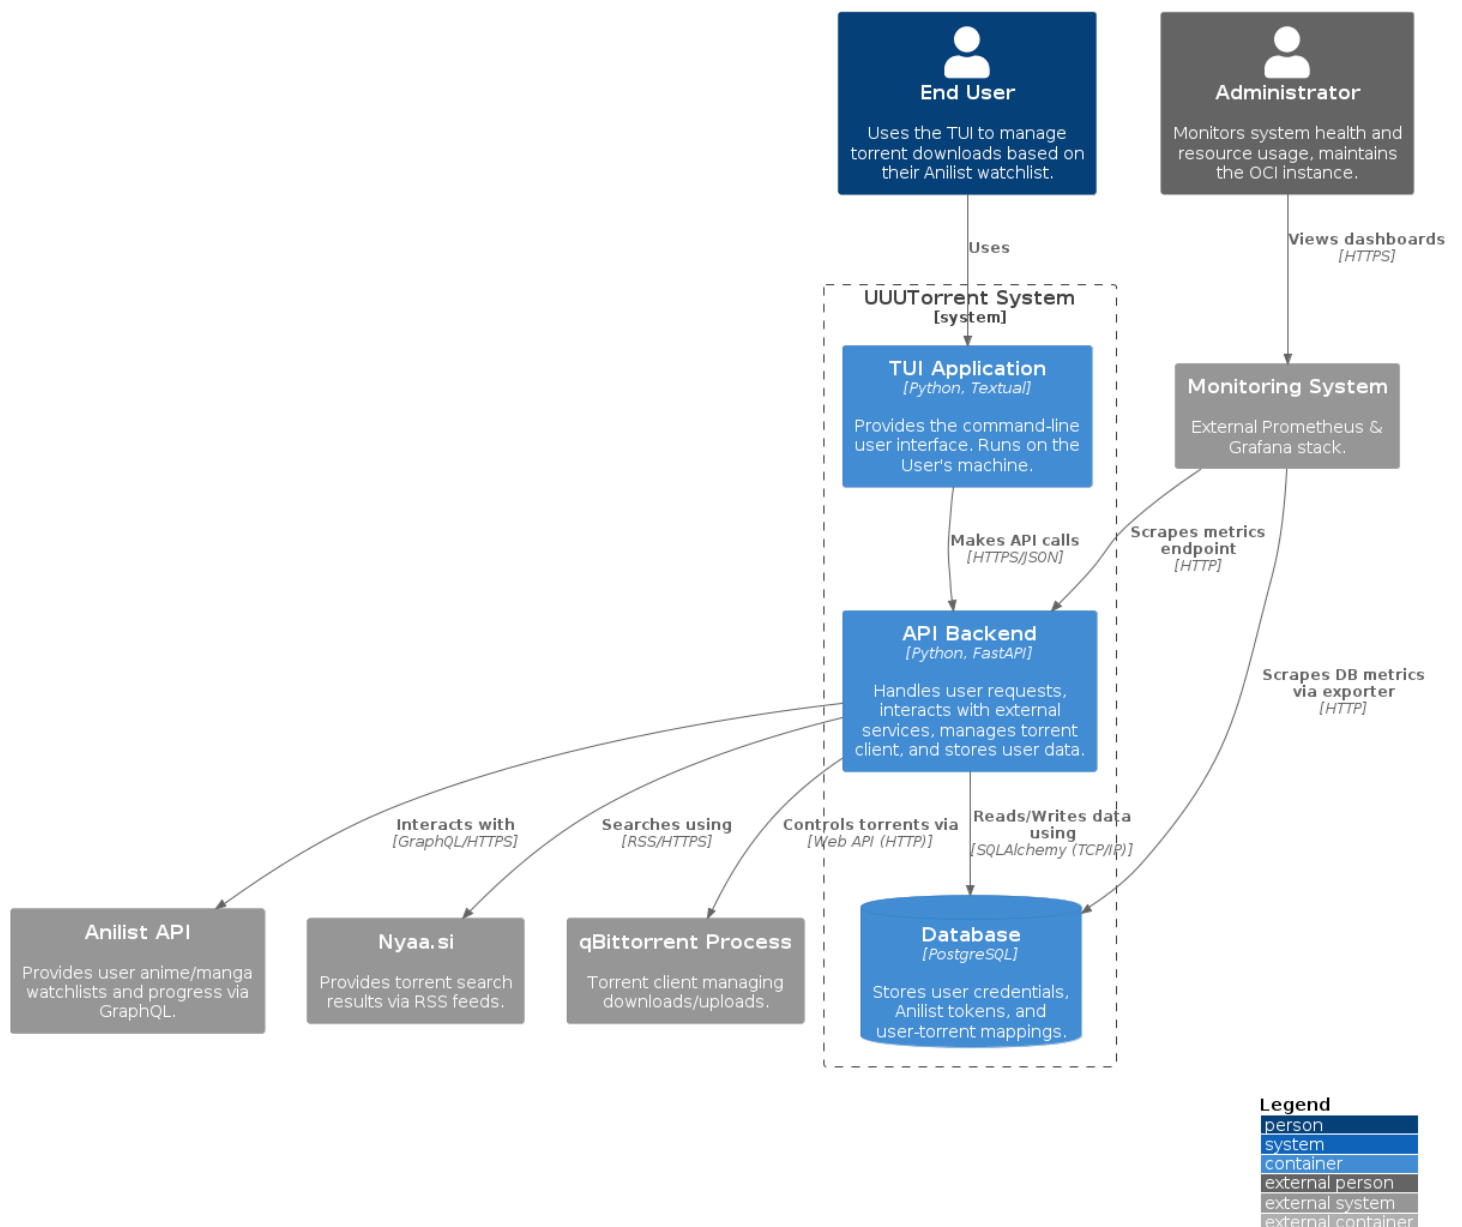 End User
Uses the TUI to manage
torrent downloads based on
their Anilist watchlist.
Administrator
Monitors system health and
resource usage, maintains
the OCI instance.
Uses
Views dashboards
[HTTPS]
UUUTorrent System
[system]
TUI Application
[Python, Textual]
Provides the command-line
user interface. Runs on the
User's machine.
Monitoring System
External Prometheus &
Grafana stack.
Makes API calls
[HTTPS/JSON]
Scrapes metrics
endpoint
[HTTP]
API Backend
[Python, FastAPI]
Handles user requests,
interacts with external
services, manages torrent
client, and stores user data.
Scrapes DB metrics
via exporter
[HTTP]
Interacts with
[GraphQL/HTTPS]
Searches using
[RSS/HTTPS]
Controls torrents via
[Web API (HTTP)]
Reads/Writes data
using
[SQLAlchemy (TCP/IP)]
Anilist API
Provides user anime/manga
watchlists and progress via
GraphQL.
Nyaa.si
Provides torrent search
results via RSS feeds.
qBittorrent Process
Torrent client managing
downloads/uploads.
Database
[PostgreSQL]
Stores user credentials,
Anilist tokens, and
user-torrent mappings.
Legend
person
system
container
external person
external system
external container